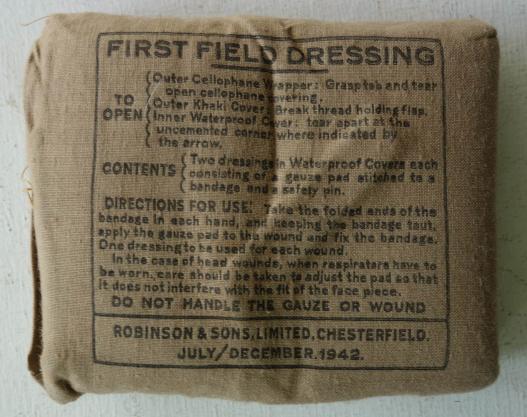 FIRST FIELD DRESSING
TO OPEN
Outer Cellophane Wrapper: Grasp tab and tear
open cellophane covering.
Outer Khaki Cover: Break thread holding flap.
Inner Waterproof Cover: tear apart at the
uncemented corner where indicated by
the arrow.
CONTENTS
Two dressings in Waterproof Covers each
consisting of a gauze pad stitched to a
bandage and a safety pin.
DIRECTIONS FOR USE: Take the folded ends of the
bandage in each hand, and keeping the bandage taut,
apply the gauze pad to the wound and fix the bandage.
One dressing to be used for each wound.
In the case of head wounds, when respirators have to
be worn, care should be taken to adjust the pad so that
it does not interfere with the fit of the face piece.
DO NOT HANDLE THE GAUZE OR WOUND
ROBINSON & SONS, LIMITED, CHESTERFIELD.
JULY/DECEMBER. 1942.